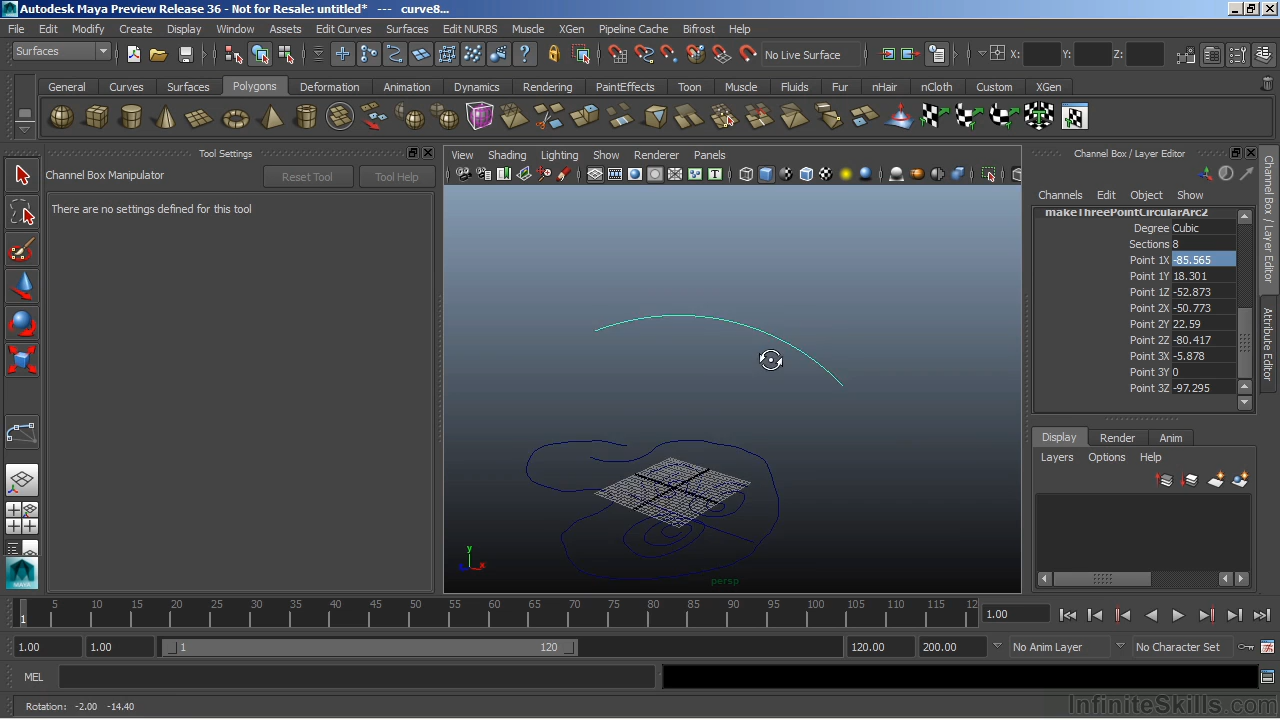 Autodesk Maya Preview Release 36 - Not for Resale: untitled* --- curve8...
File Edit Modify Create Display Window Assets Edit Curves Surfaces Edit NURBS Muscle XGen Pipeline Cache Bifrost Help
Surfaces No Live Surface X: Y: Z:
General Curves Surfaces Polygons Deformation Animation Dynamics Rendering PaintEffects Toon Muscle Fluids Fur nHair nCloth Custom XGen
Tool Settings
Channel Box Manipulator Reset Tool Tool Help
There are no settings defined for this tool
View Shading Lighting Show Renderer Panels
y
x
persp
Channel Box / Layer Editor
Channels Edit Object Show
makeThreePointCircularArc2
Degree Cubic
Sections 8
Point 1X -85.565
Point 1Y 18.301
Point 1Z -52.873
Point 2X -50.773
Point 2Y 22.59
Point 2Z -80.417
Point 3X -5.878
Point 3Y 0
Point 3Z -97.295
Display Render Anim
Layers Options Help
Channel Box / Layer Editor
Attribute Editor
1 5 10 15 20 25 30 35 40 45 50 55 60 65 70 75 80 85 90 95 100 105 110 115 12 1.00
1.00 1.00 1 120 120.00 200.00 No Anim Layer No Character Set
MEL
Rotation: -2.00 -14.40
InfiniteSkills.com